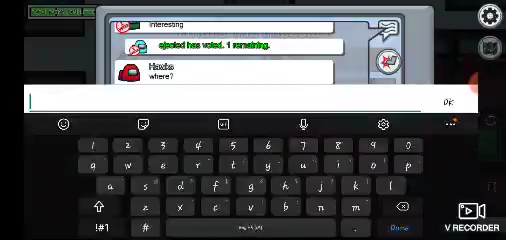 Interesting
ejected has voted. 1 remaining.
Hawks
where?
OK
1 2 3 4 5 6 7 8 9 0
q w e r t y u i o p
a s d f g h j k l
z x c v b n m
!#1 # . Done
V RECORDER